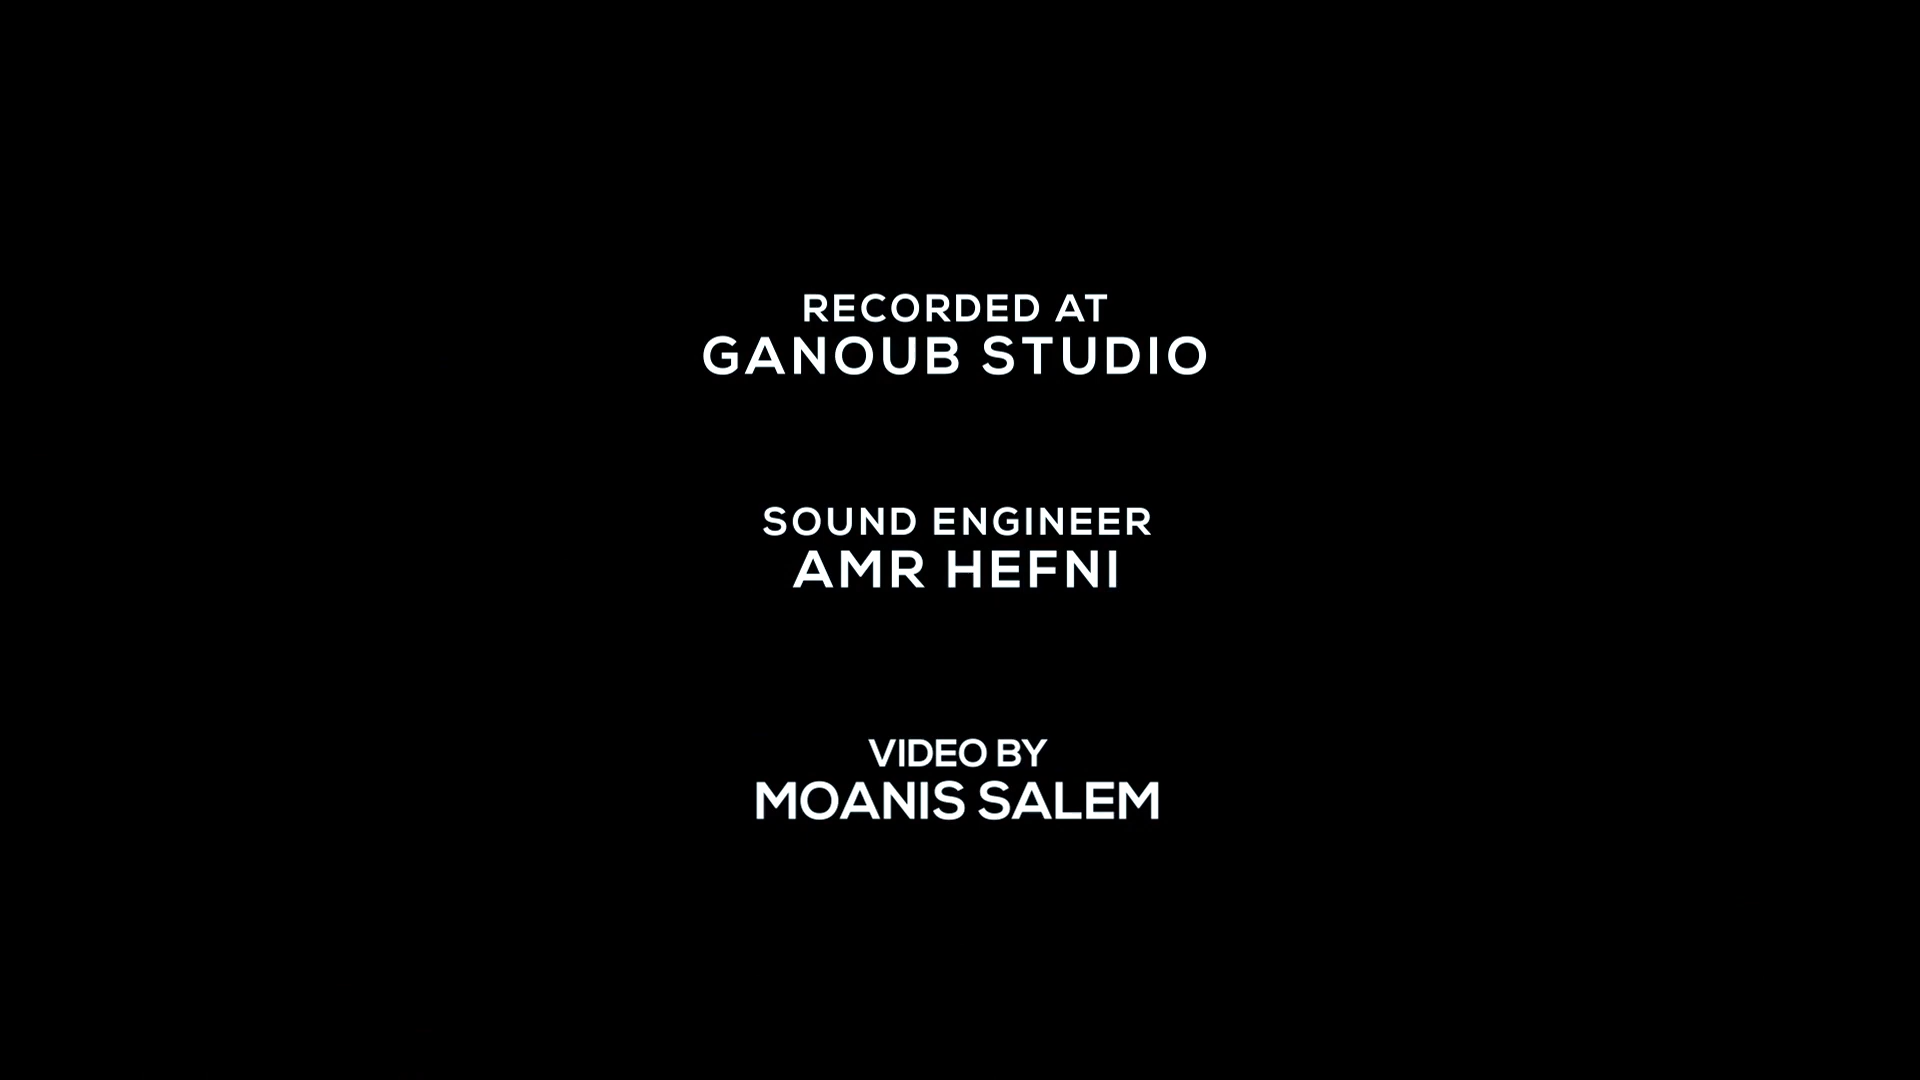 RECORDED AT
GANOUB STUDIO
SOUND ENGINEER
AMR HEFNI
VIDEO BY
MOANIS SALEM